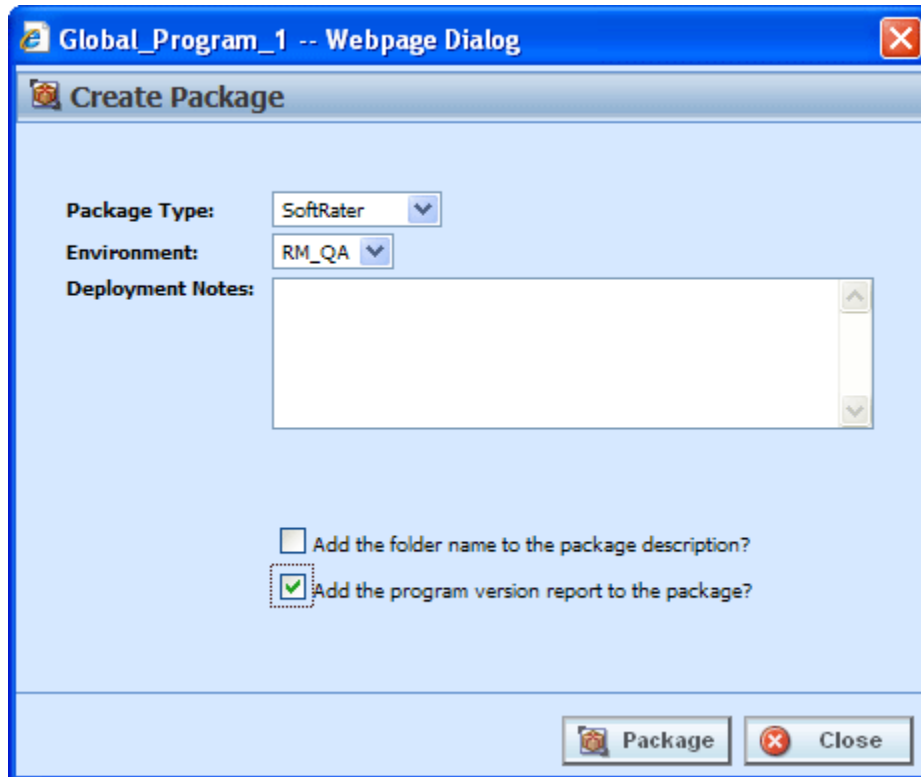 Global_Program_1 -- Webpage Dialog
Create Package
Package Type: SoftRater
Environment: RM_QA
Deployment Notes:
Add the folder name to the package description?
Add the program version report to the package?
Package Close